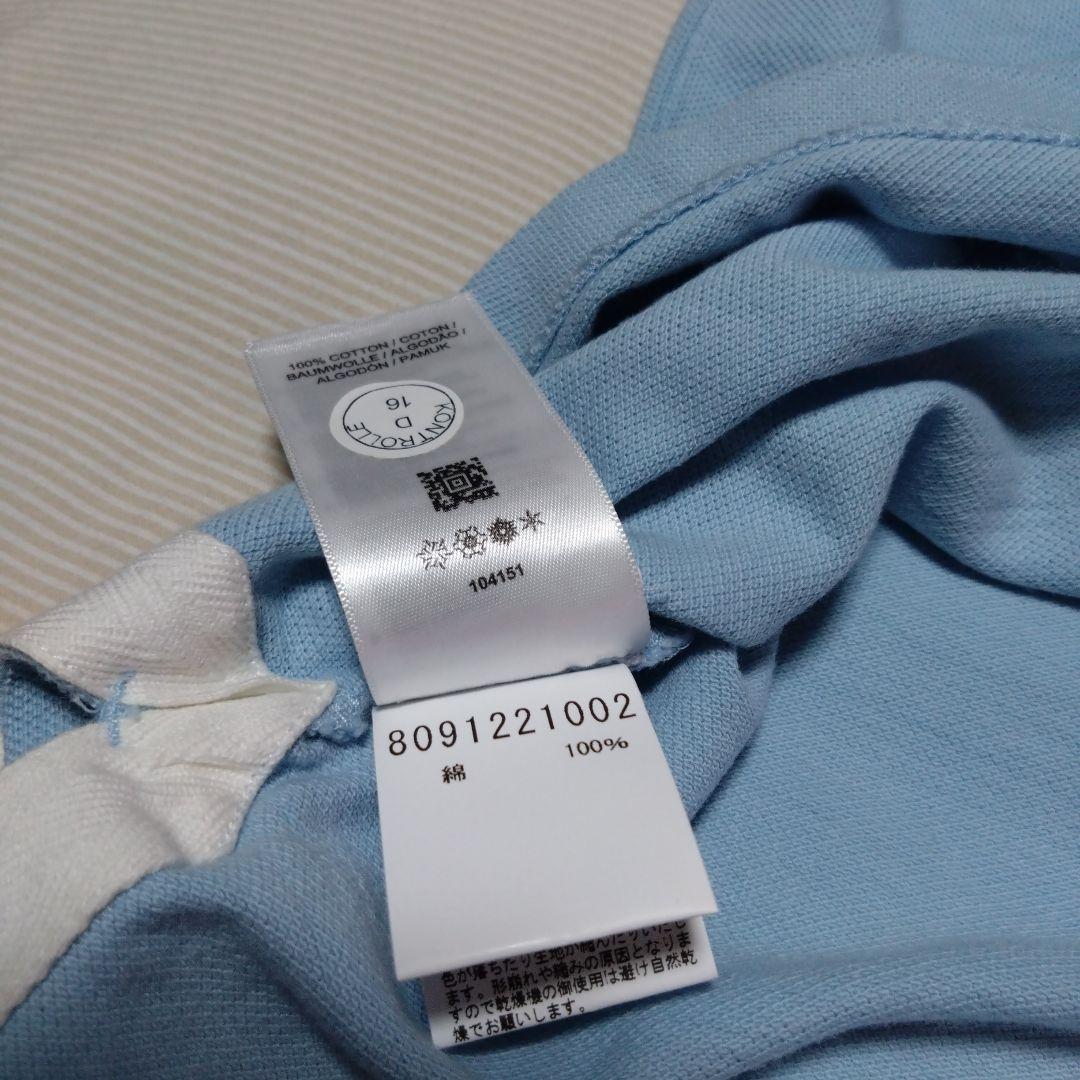 100% COTTON / COTON /
BAUMWOLLE / ALGODÃO /
ALGODÓN / PAMUK
KONTROLLE
D
16
104151
8091221002
綿 100%
色が落ちたり生地が縮んだりいたし
ます。形崩れや縮みの原因となりま
すので乾燥機の御使用は避け自然乾
燥でお願いします。